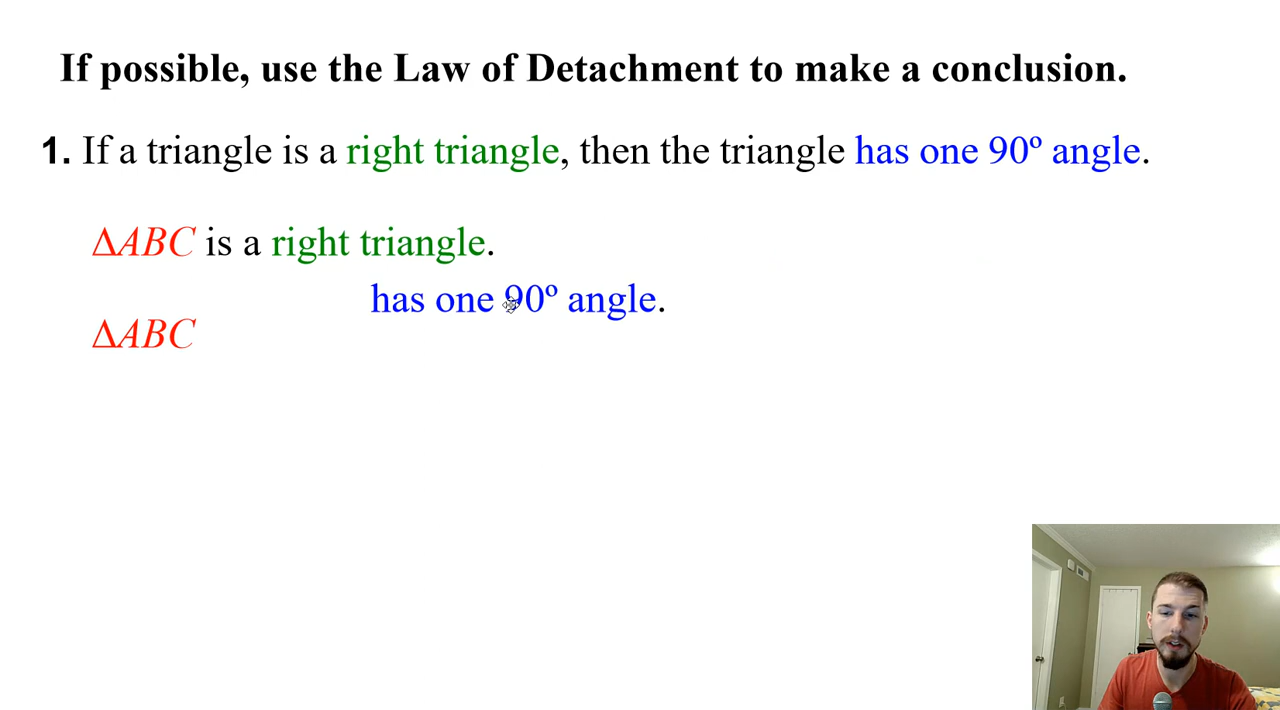 If possible, use the Law of Detachment to make a conclusion.
1. If a triangle is a right triangle, then the triangle has one 90º angle.
ΔABC is a right triangle.
has one 90º angle.
ΔABC